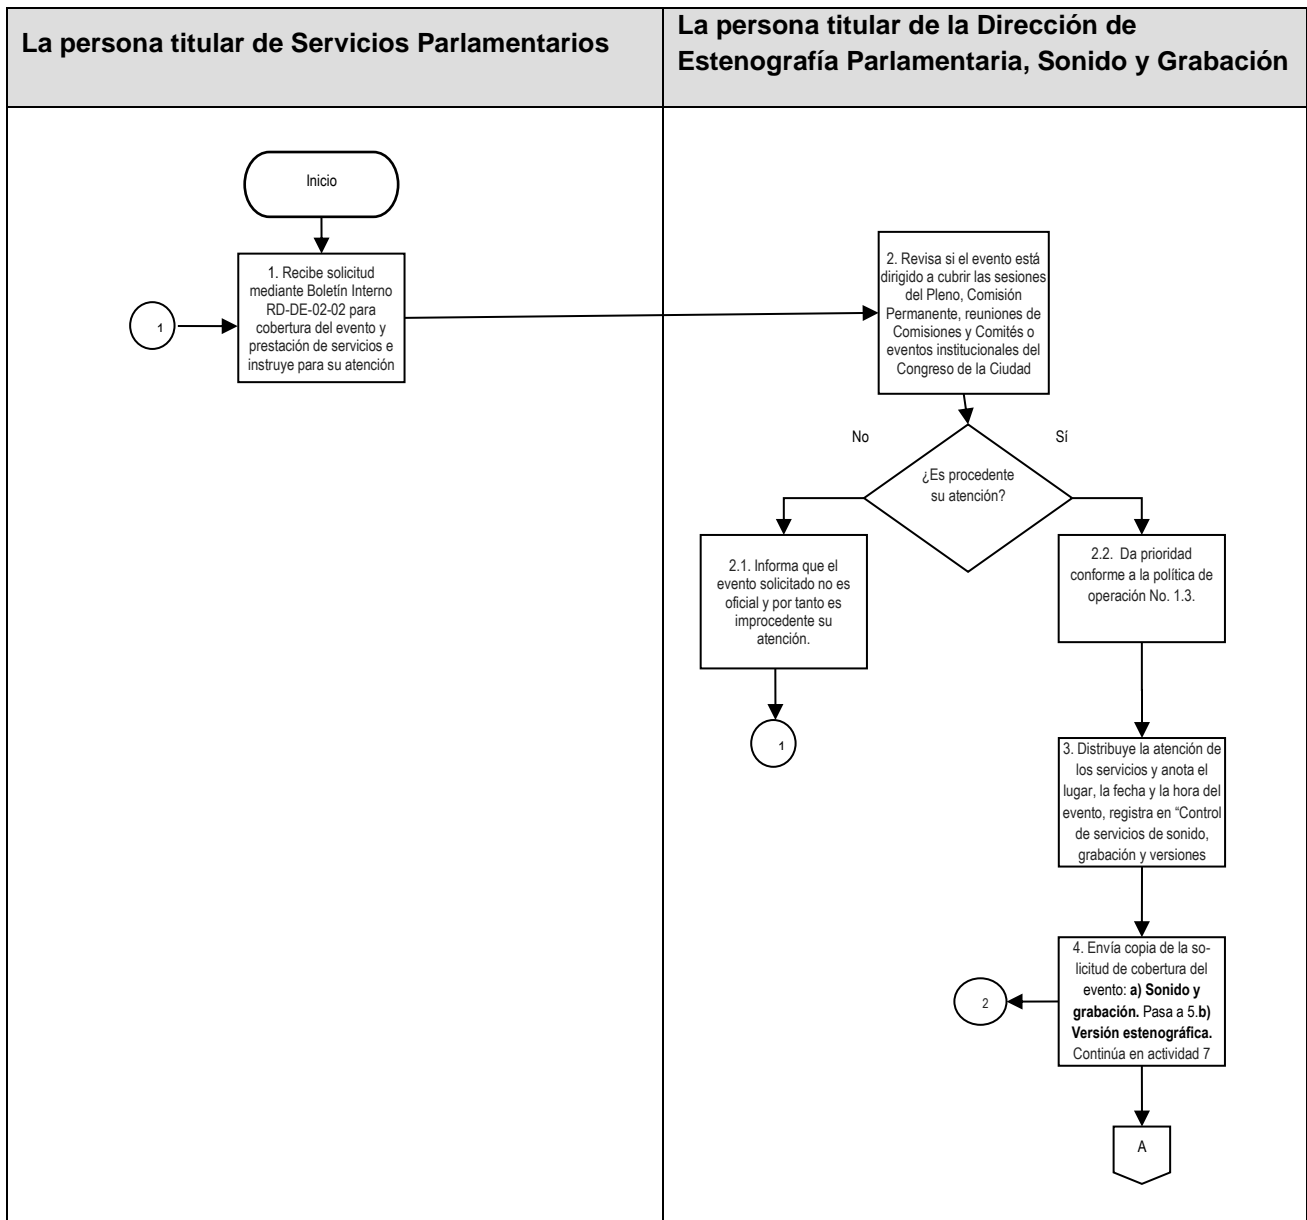 La persona titular de Servicios Parlamentarios
La persona titular de la Dirección de
Estenografía Parlamentaria, Sonido y Grabación
Inicio
1. Recibe solicitud
mediante Boletín Interno
RD-DE-02-02 para
cobertura del evento y
prestación de servicios e
instruye para su atención
1
2. Revisa si el evento está
dirigido a cubrir las sesiones
del Pleno, Comisión
Permanente, reuniones de
Comisiones y Comités o
eventos institucionales del
Congreso de la Ciudad
No
Sí
¿Es procedente
su atención?
2.1. Informa que el
evento solicitado no es
oficial y por tanto es
improcedente su
atención.
2.2. Da prioridad
conforme a la política de
operación No. 1.3.
1
3. Distribuye la atención de
los servicios y anota el
lugar, la fecha y la hora del
evento, registra en “Control
de servicios de sonido,
grabación y versiones
4. Envía copia de la so-
licitud de cobertura del
evento: a) Sonido y
grabación. Pasa a 5.b)
Versión estenográfica.
Continúa en actividad 7
2
A